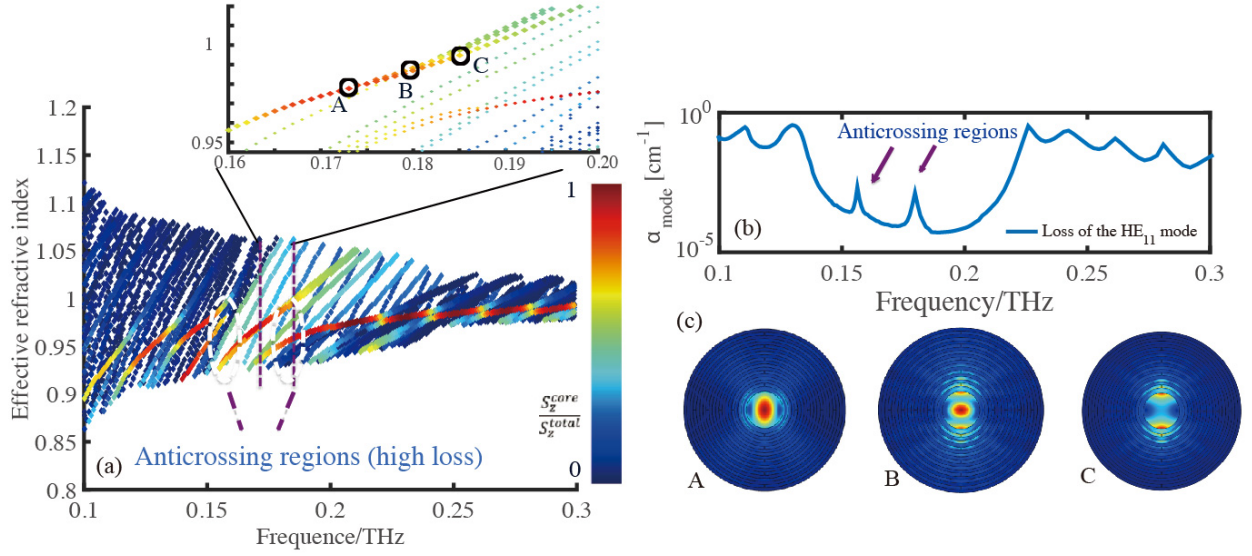 1
0.95
0.16
0.17
0.18
0.19
0.20
A
B
C
1.2
1.15
1.1
1.05
1
0.95
0.9
0.85
0.8
Effective refractive index
1
0
S_z^core
S_z^total
(a)
Anticrossing regions (high loss)
0.1
0.15
0.2
0.25
0.3
Frequence/THz
10^0
10^-5
α_mode [cm^-1]
Anticrossing regions
(b)
Loss of the HE_11 mode
0.1
0.15
0.2
0.25
0.3
Frequency/THz
(c)
A
B
C